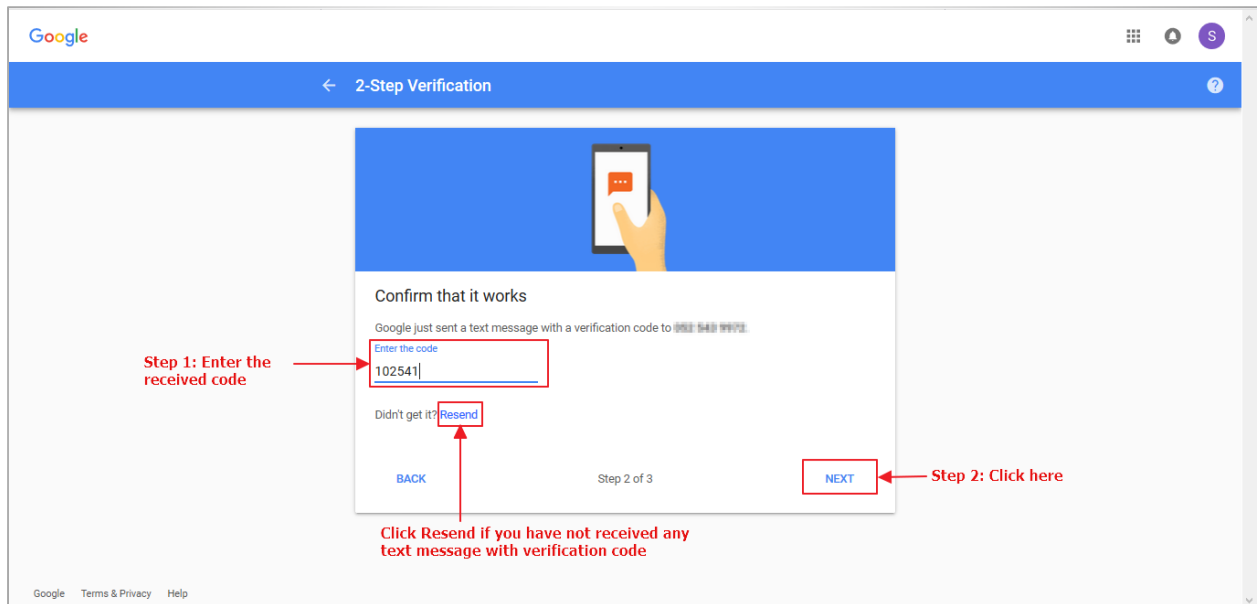 Google
S
2-Step Verification
?
Confirm that it works
Google just sent a text message with a verification code to
Enter the code
Step 1: Enter the
received code
102541
Didn't get it? Resend
BACK
Step 2 of 3
NEXT
Step 2: Click here
Click Resend if you have not received any
text message with verification code
Google Terms & Privacy Help